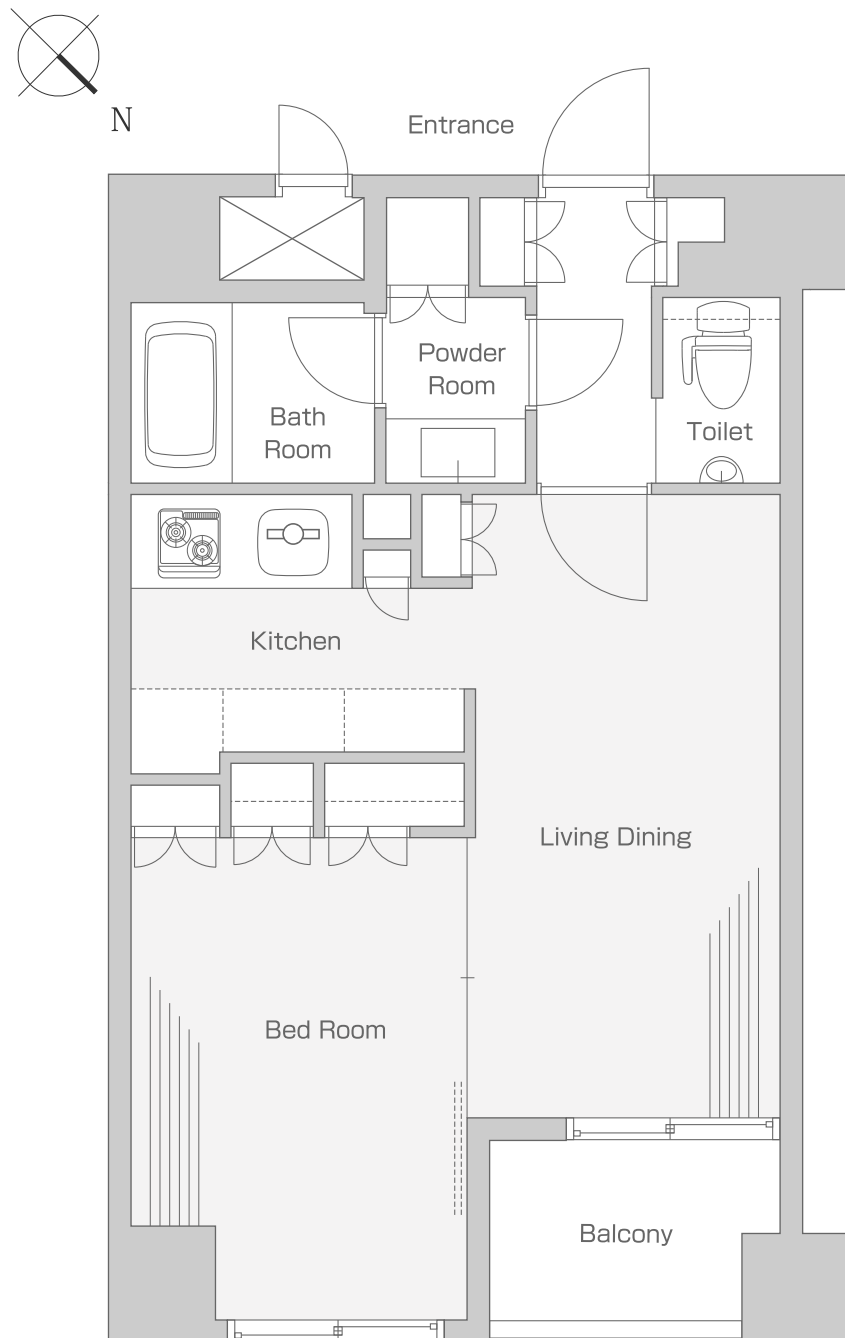 N
Entrance
Powder
Room
Bath
Room
Toilet
Kitchen
Living Dining
Bed Room
Balcony